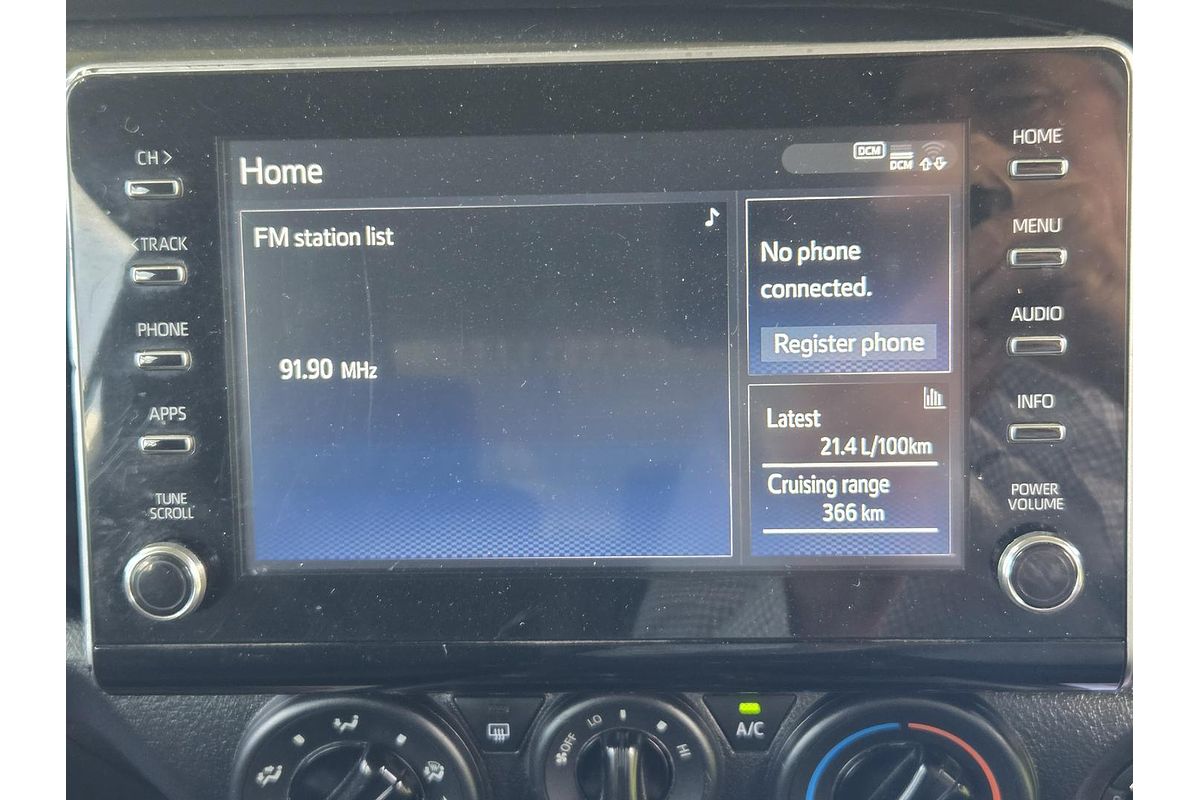 CH >
< TRACK
PHONE
APPS
TUNE
SCROLL
Home
DCM
DCM
FM station list
91.90 MHz
No phone
connected.
Register phone
Latest
21.4 L/100km
Cruising range
366 km
HOME
MENU
AUDIO
INFO
POWER
VOLUME
OFF
LO
HI
A/C